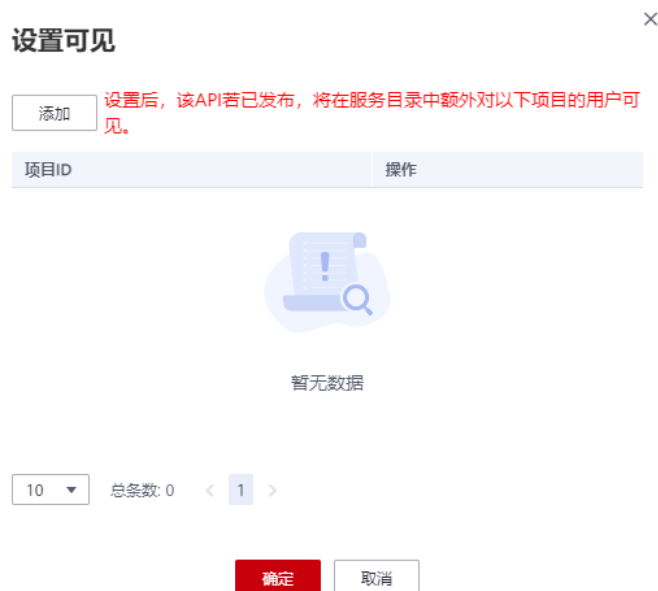 设置可见
添加
设置后，该API若已发布，将在服务目录中额外对以下项目的用户可
见。
项目ID 操作
暂无数据
10 总条数: 0 1
确定 取消